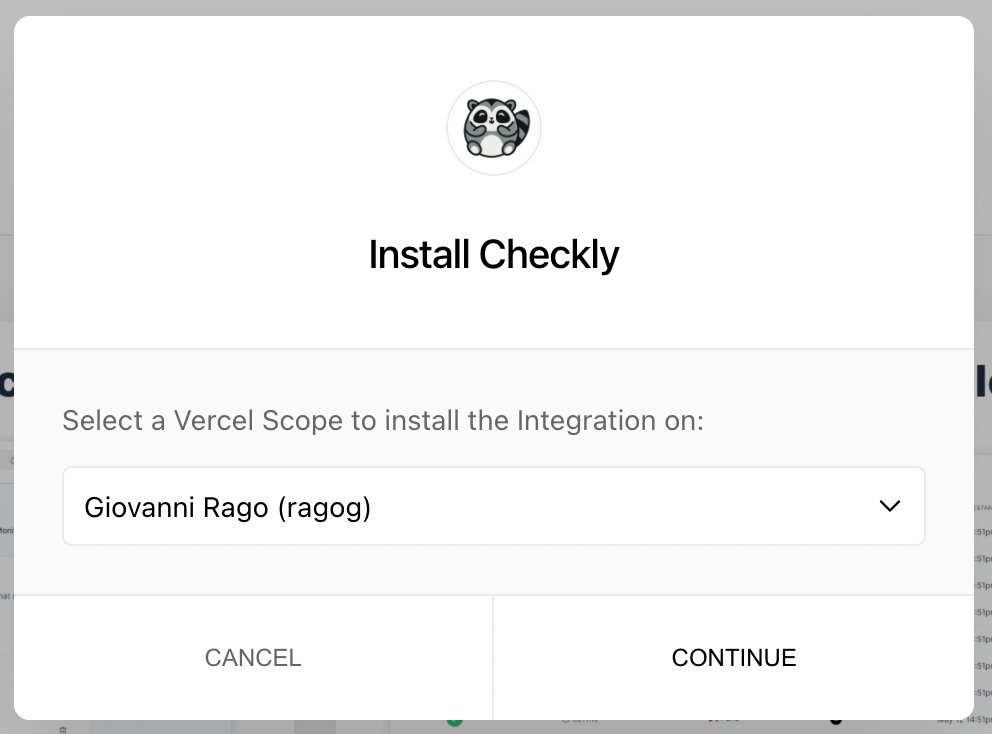 Install Checkly
Select a Vercel Scope to install the Integration on:
Giovanni Rago (ragog)
CANCEL
CONTINUE